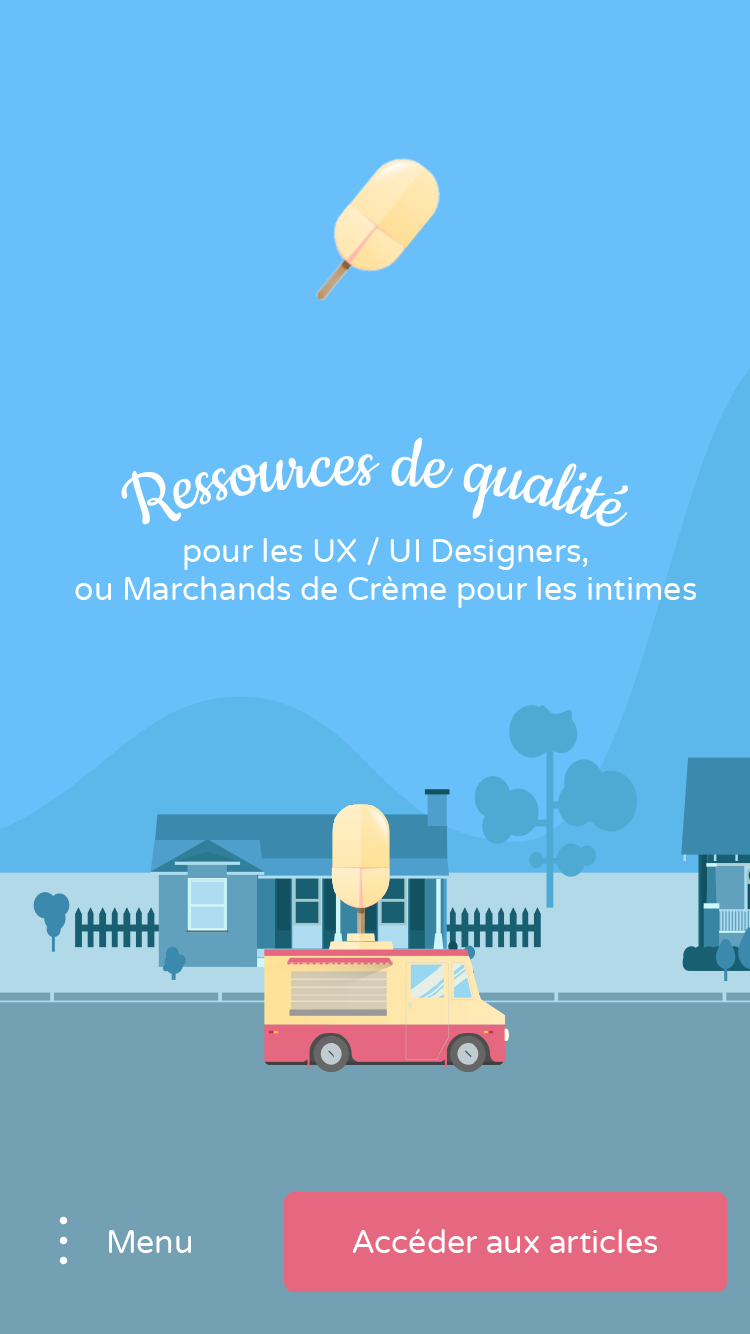 Ressources de qualité
pour les UX / UI Designers,
ou Marchands de Crème pour les intimes
Menu
Accéder aux articles